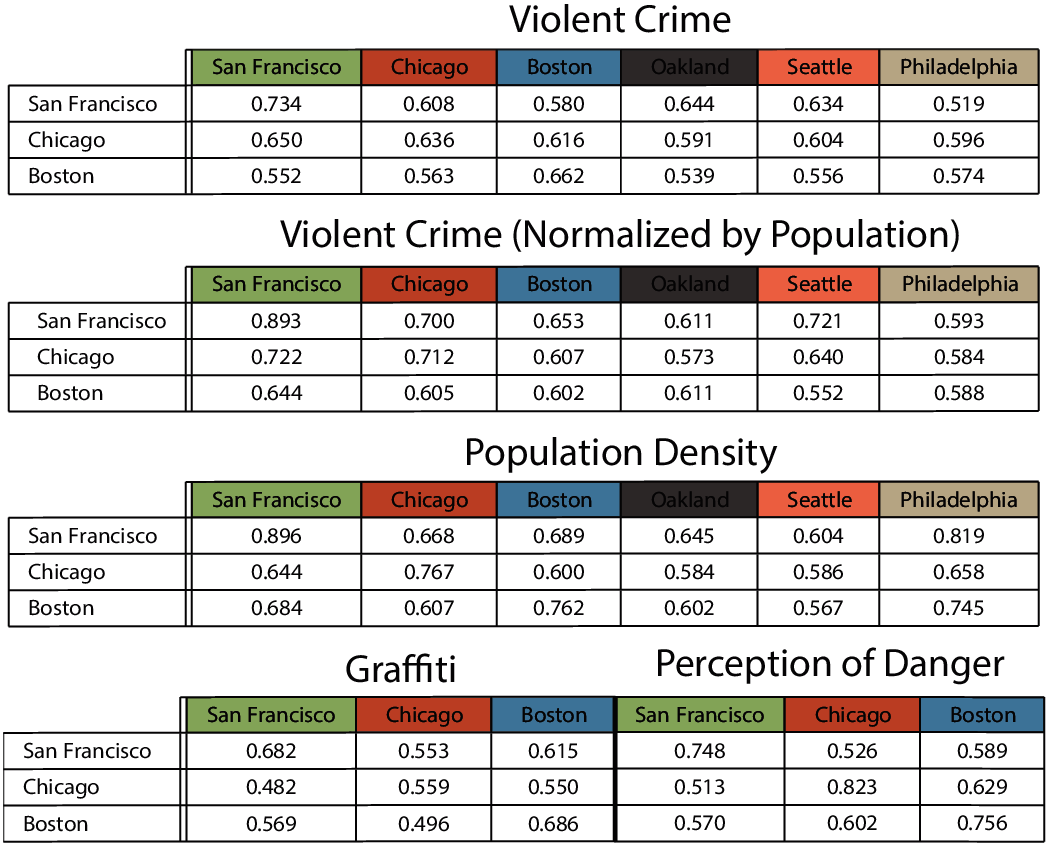 Violent Crime
San Francisco Chicago Boston Oakland Seattle Philadelphia
San Francisco 0.734 0.608 0.580 0.644 0.634 0.519
Chicago 0.650 0.636 0.616 0.591 0.604 0.596
Boston 0.552 0.563 0.662 0.539 0.556 0.574
Violent Crime (Normalized by Population)
San Francisco Chicago Boston Oakland Seattle Philadelphia
San Francisco 0.893 0.700 0.653 0.611 0.721 0.593
Chicago 0.722 0.712 0.607 0.573 0.640 0.584
Boston 0.644 0.605 0.602 0.611 0.552 0.588
Population Density
San Francisco Chicago Boston Oakland Seattle Philadelphia
San Francisco 0.896 0.668 0.689 0.645 0.604 0.819
Chicago 0.644 0.767 0.600 0.584 0.586 0.658
Boston 0.684 0.607 0.762 0.602 0.567 0.745
Graffiti Perception of Danger
San Francisco Chicago Boston San Francisco Chicago Boston
San Francisco 0.682 0.553 0.615 0.748 0.526 0.589
Chicago 0.482 0.559 0.550 0.513 0.823 0.629
Boston 0.569 0.496 0.686 0.570 0.602 0.756